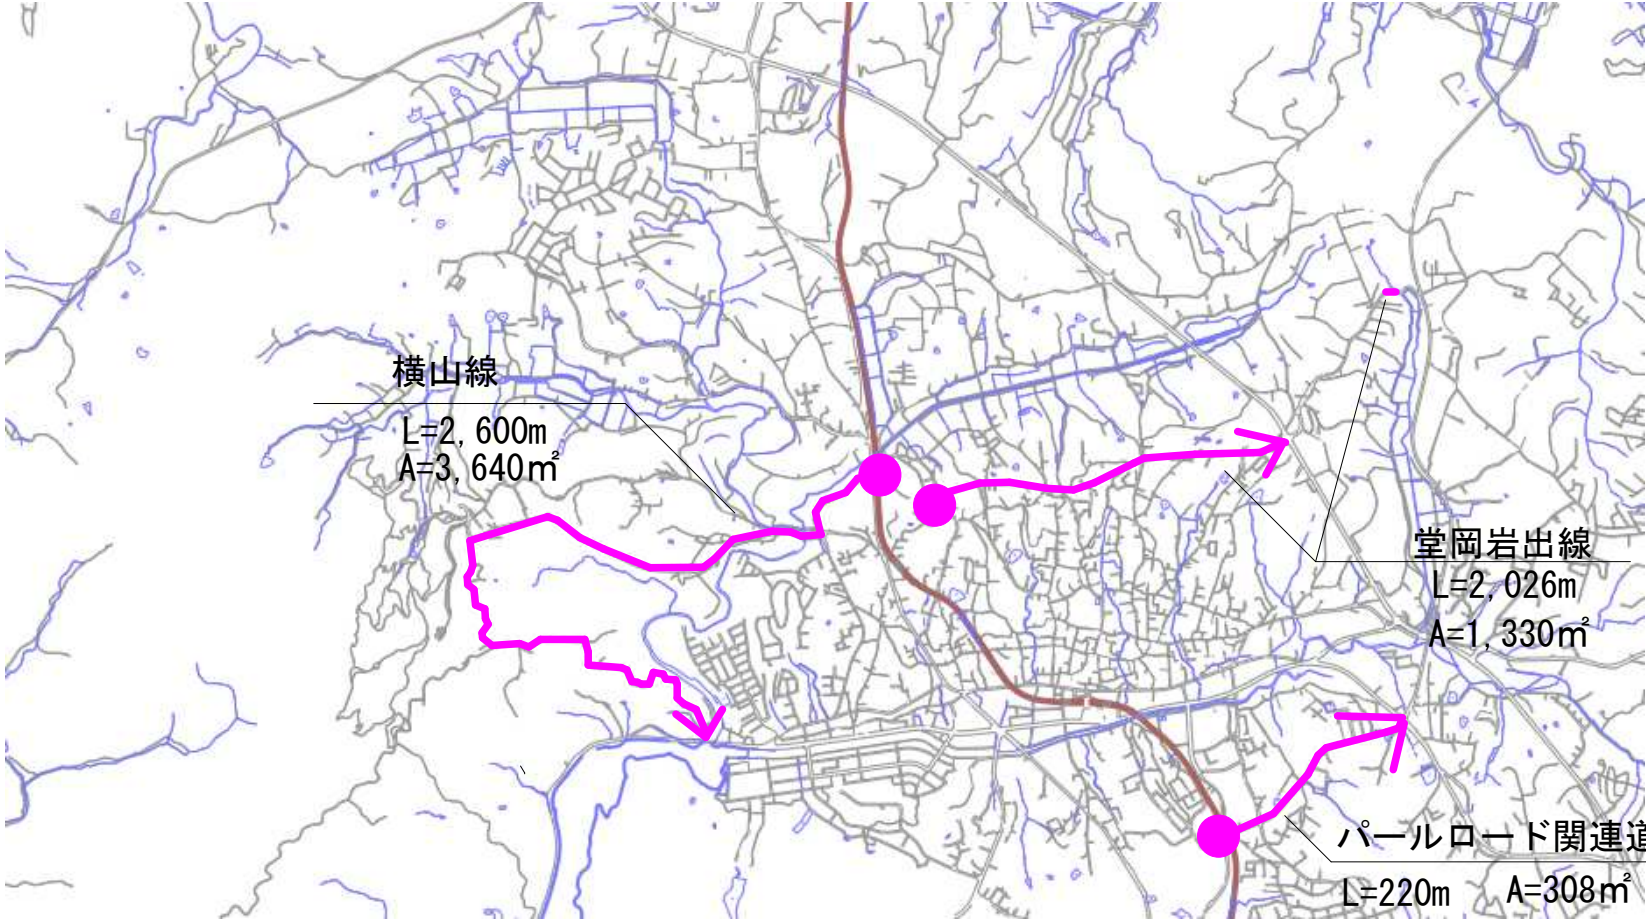 横山線
L=2,600m
A=3,640㎡
堂岡岩出線
L=2,026m
A=1,330㎡
パールロード関連道
L=220m A=308㎡